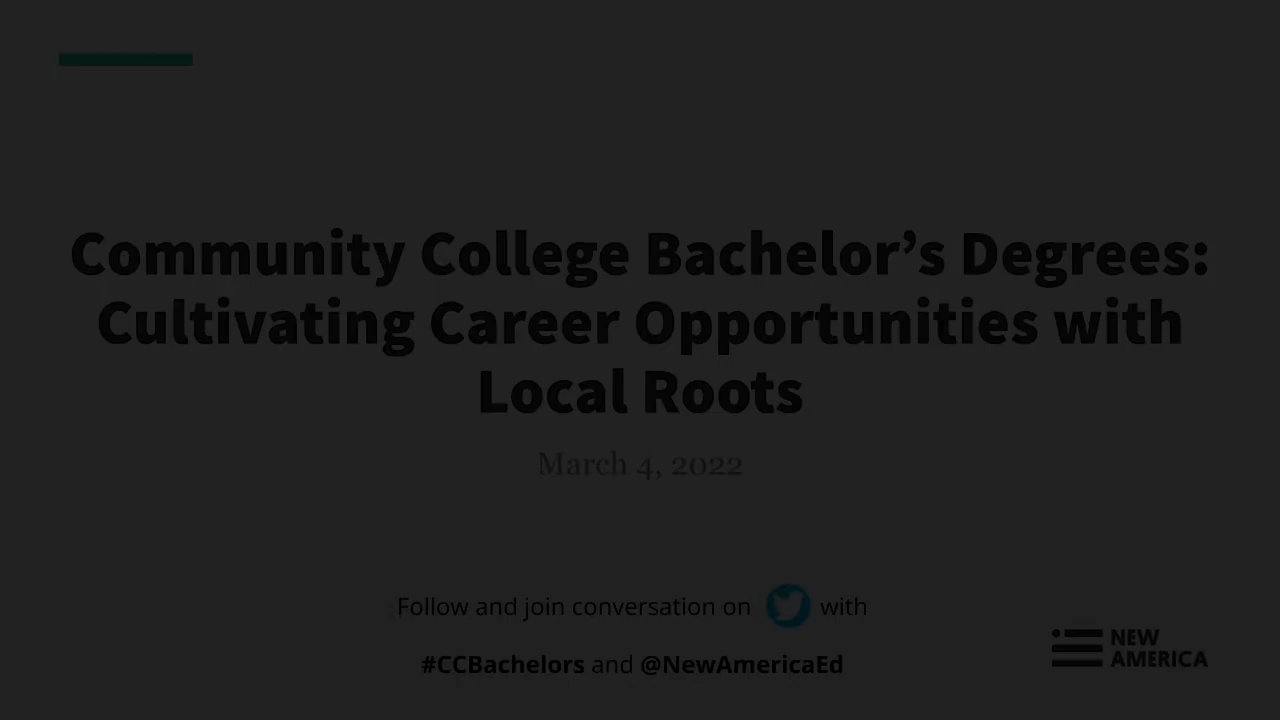 Community College Bachelor’s Degrees:
Cultivating Career Opportunities with
Local Roots
March 4, 2022
Follow and join conversation on with
#CCBachelors and @NewAmericaEd
NEW
AMERICA